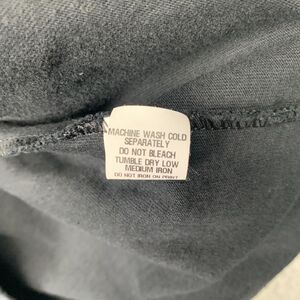 MACHINE WASH COLD
SEPARATELY
DO NOT BLEACH
TUMBLE DRY LOW
MEDIUM IRON
DO NOT IRON ON PRINT